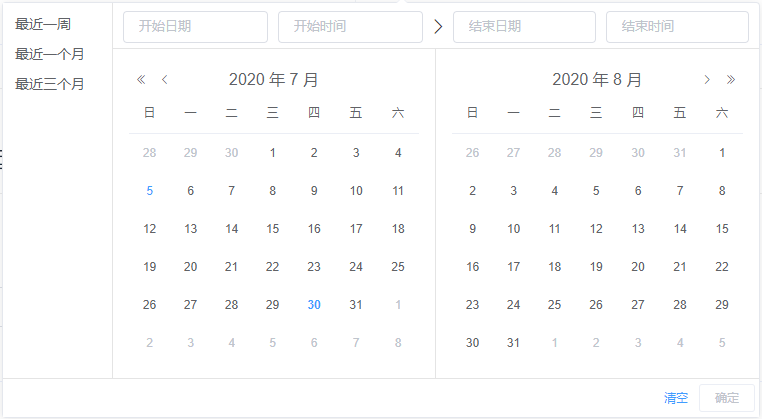 最近一周
最近一个月
最近三个月
开始日期 开始时间 > 结束日期 结束时间
« < 2020 年 7 月
日 一 二 三 四 五 六
28 29 30 1 2 3 4
5 6 7 8 9 10 11
12 13 14 15 16 17 18
19 20 21 22 23 24 25
26 27 28 29 30 31 1
2 3 4 5 6 7 8
2020 年 8 月 > »
日 一 二 三 四 五 六
26 27 28 29 30 31 1
2 3 4 5 6 7 8
9 10 11 12 13 14 15
16 17 18 19 20 21 22
23 24 25 26 27 28 29
30 31 1 2 3 4 5
清空 确定